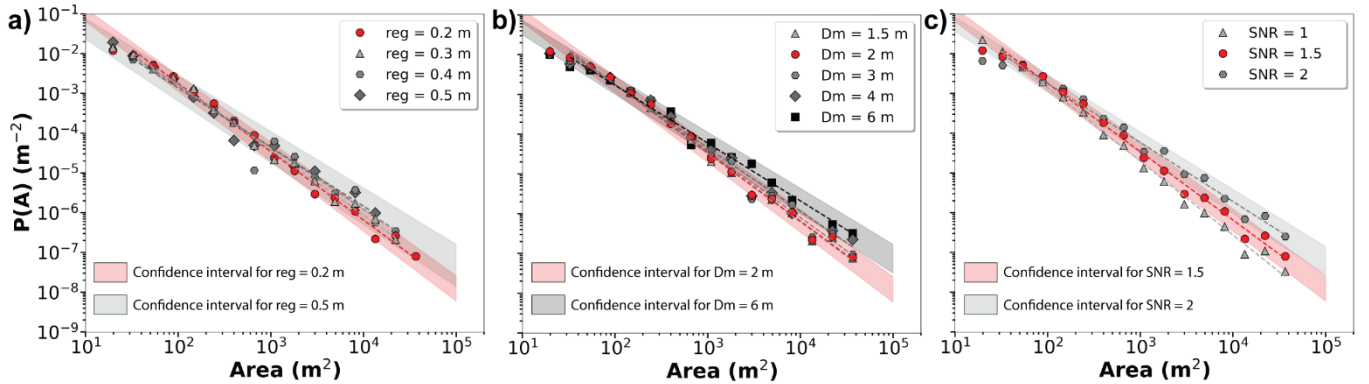 a)
reg = 0.2 m
reg = 0.3 m
reg = 0.4 m
reg = 0.5 m
Confidence interval for reg = 0.2 m
Confidence interval for reg = 0.5 m
P(A) (m⁻²)
10⁻¹
10⁻²
10⁻³
10⁻⁴
10⁻⁵
10⁻⁶
10⁻⁷
10⁻⁸
10⁻⁹
10¹ 10² 10³ 10⁴ 10⁵
Area (m²)
b)
Dm = 1.5 m
Dm = 2 m
Dm = 3 m
Dm = 4 m
Dm = 6 m
Confidence interval for Dm = 2 m
Confidence interval for Dm = 6 m
10¹ 10² 10³ 10⁴ 10⁵
Area (m²)
c)
SNR = 1
SNR = 1.5
SNR = 2
Confidence interval for SNR = 1.5
Confidence interval for SNR = 2
10¹ 10² 10³ 10⁴ 10⁵
Area (m²)